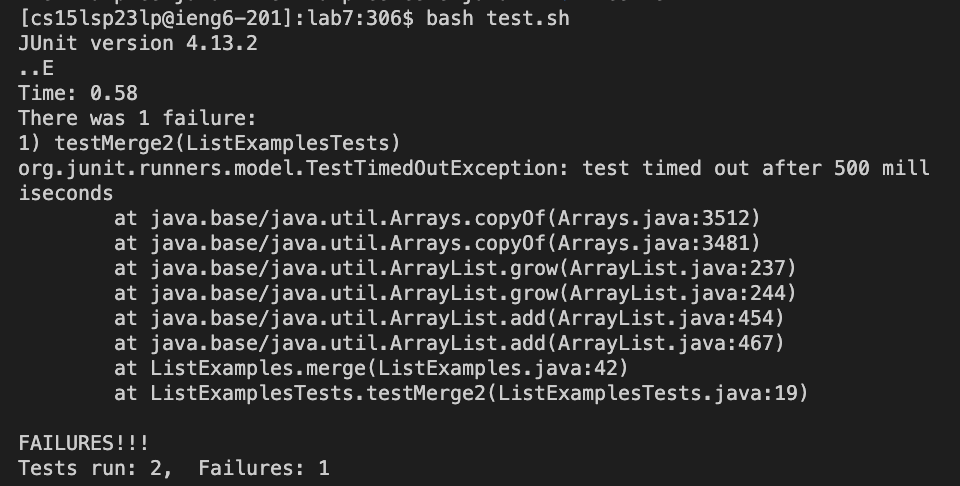 [cs15lsp23lp@ieng6-201]:lab7:306$ bash test.sh
JUnit version 4.13.2
..E
Time: 0.58
There was 1 failure:
1) testMerge2(ListExamplesTests)
org.junit.runners.model.TestTimedOutException: test timed out after 500 mill
iseconds
        at java.base/java.util.Arrays.copyOf(Arrays.java:3512)
        at java.base/java.util.Arrays.copyOf(Arrays.java:3481)
        at java.base/java.util.ArrayList.grow(ArrayList.java:237)
        at java.base/java.util.ArrayList.grow(ArrayList.java:244)
        at java.base/java.util.ArrayList.add(ArrayList.java:454)
        at java.base/java.util.ArrayList.add(ArrayList.java:467)
        at ListExamples.merge(ListExamples.java:42)
        at ListExamplesTests.testMerge2(ListExamplesTests.java:19)

FAILURES!!!
Tests run: 2,  Failures: 1